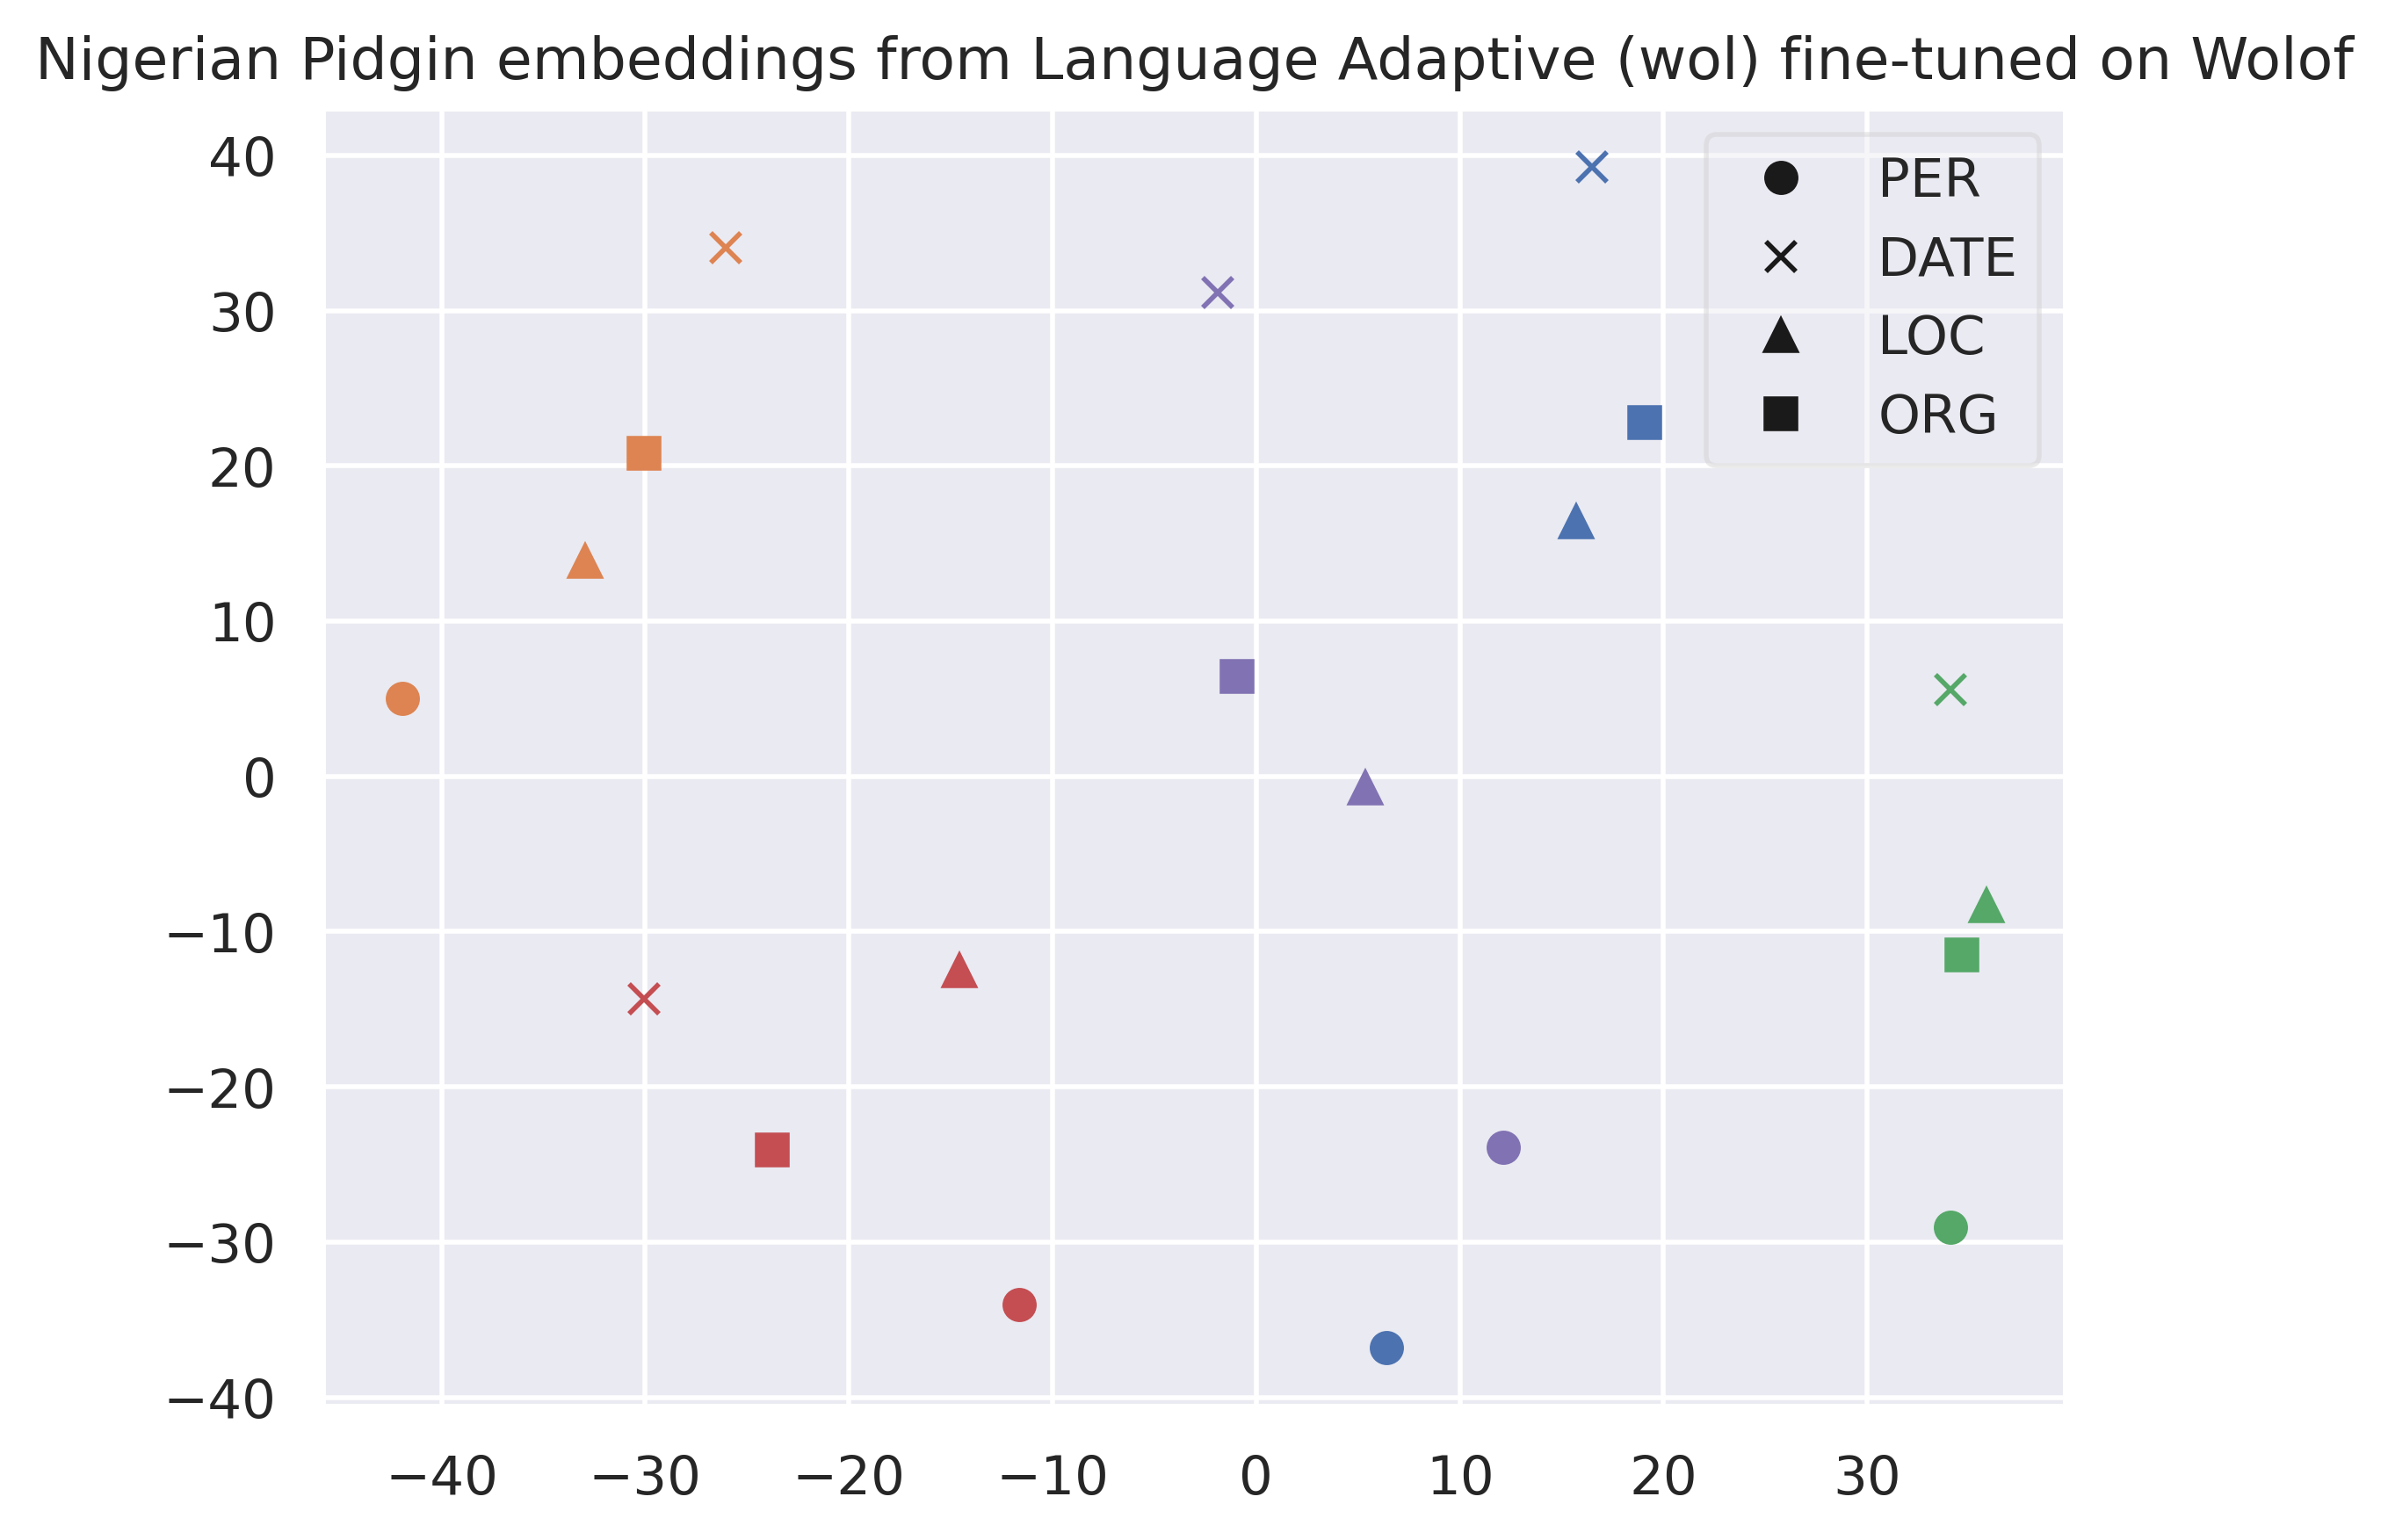 Nigerian Pidgin embeddings from Language Adaptive (wol) fine-tuned on Wolof
PER
DATE
LOC
ORG
40
30
20
10
0
−10
−20
−30
−40
−40 −30 −20 −10 0 10 20 30